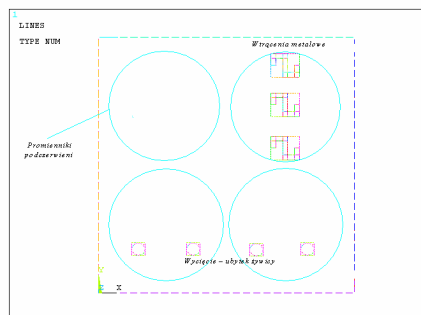 1
LINES
TYPE NUM
Wtrącenia metalowe
Promienniki
podczerwieni
Wycięcie – ubytek żywicy
Y
Z X